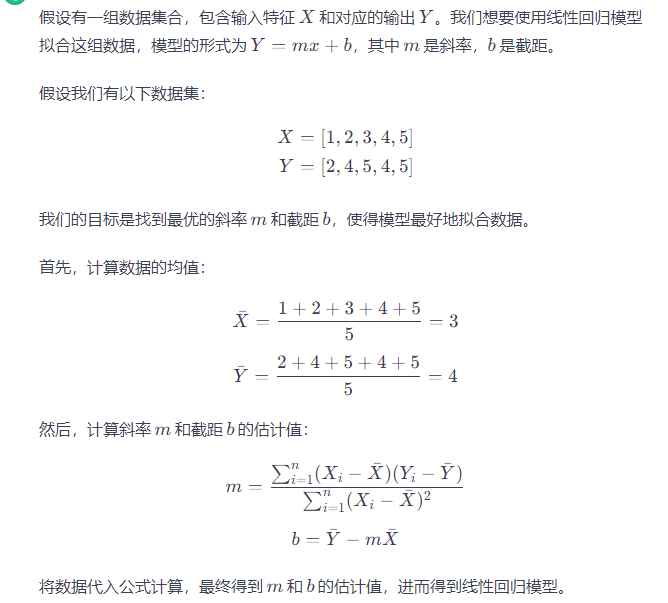 假设有一组数据集合，包含输入特征 X 和对应的输出 Y。我们想要使用线性回归模型
拟合这组数据，模型的形式为 Y = mx + b，其中 m 是斜率，b 是截距。
假设我们有以下数据集：
X = [1, 2, 3, 4, 5]
Y = [2, 4, 5, 4, 5]
我们的目标是找到最优的斜率 m 和截距 b，使得模型最好地拟合数据。
首先，计算数据的均值：
X̄ = \frac{1 + 2 + 3 + 4 + 5}{5} = 3
Ȳ = \frac{2 + 4 + 5 + 4 + 5}{5} = 4
然后，计算斜率 m 和截距 b 的估计值：
m = \frac{\sum_{i=1}^{n}(X_i − X̄)(Y_i − Ȳ)}{\sum_{i=1}^{n}(X_i − X̄)^2}
b = Ȳ − mX̄
将数据代入公式计算，最终得到 m 和 b 的估计值，进而得到线性回归模型。